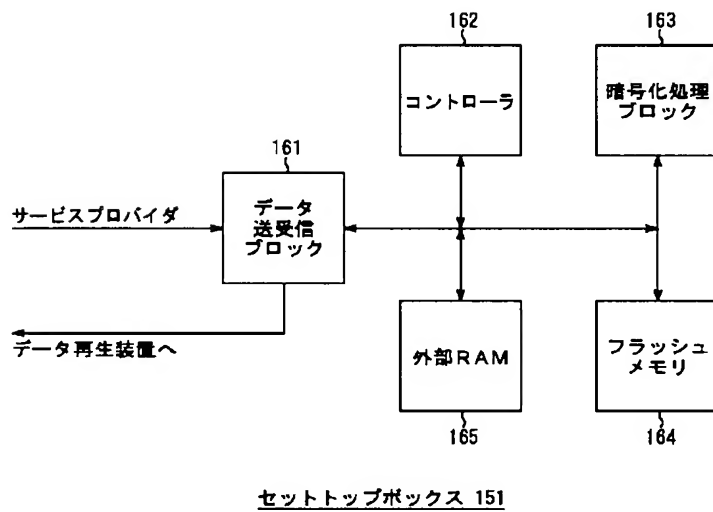 162
163
コントローラ
暗号化処理
ブロック
161
サービスプロバイダ
データ
送受信
ブロック
データ再生装置へ
外部RAM
フラッシュ
メモリ
165
164
セットトップボックス 151